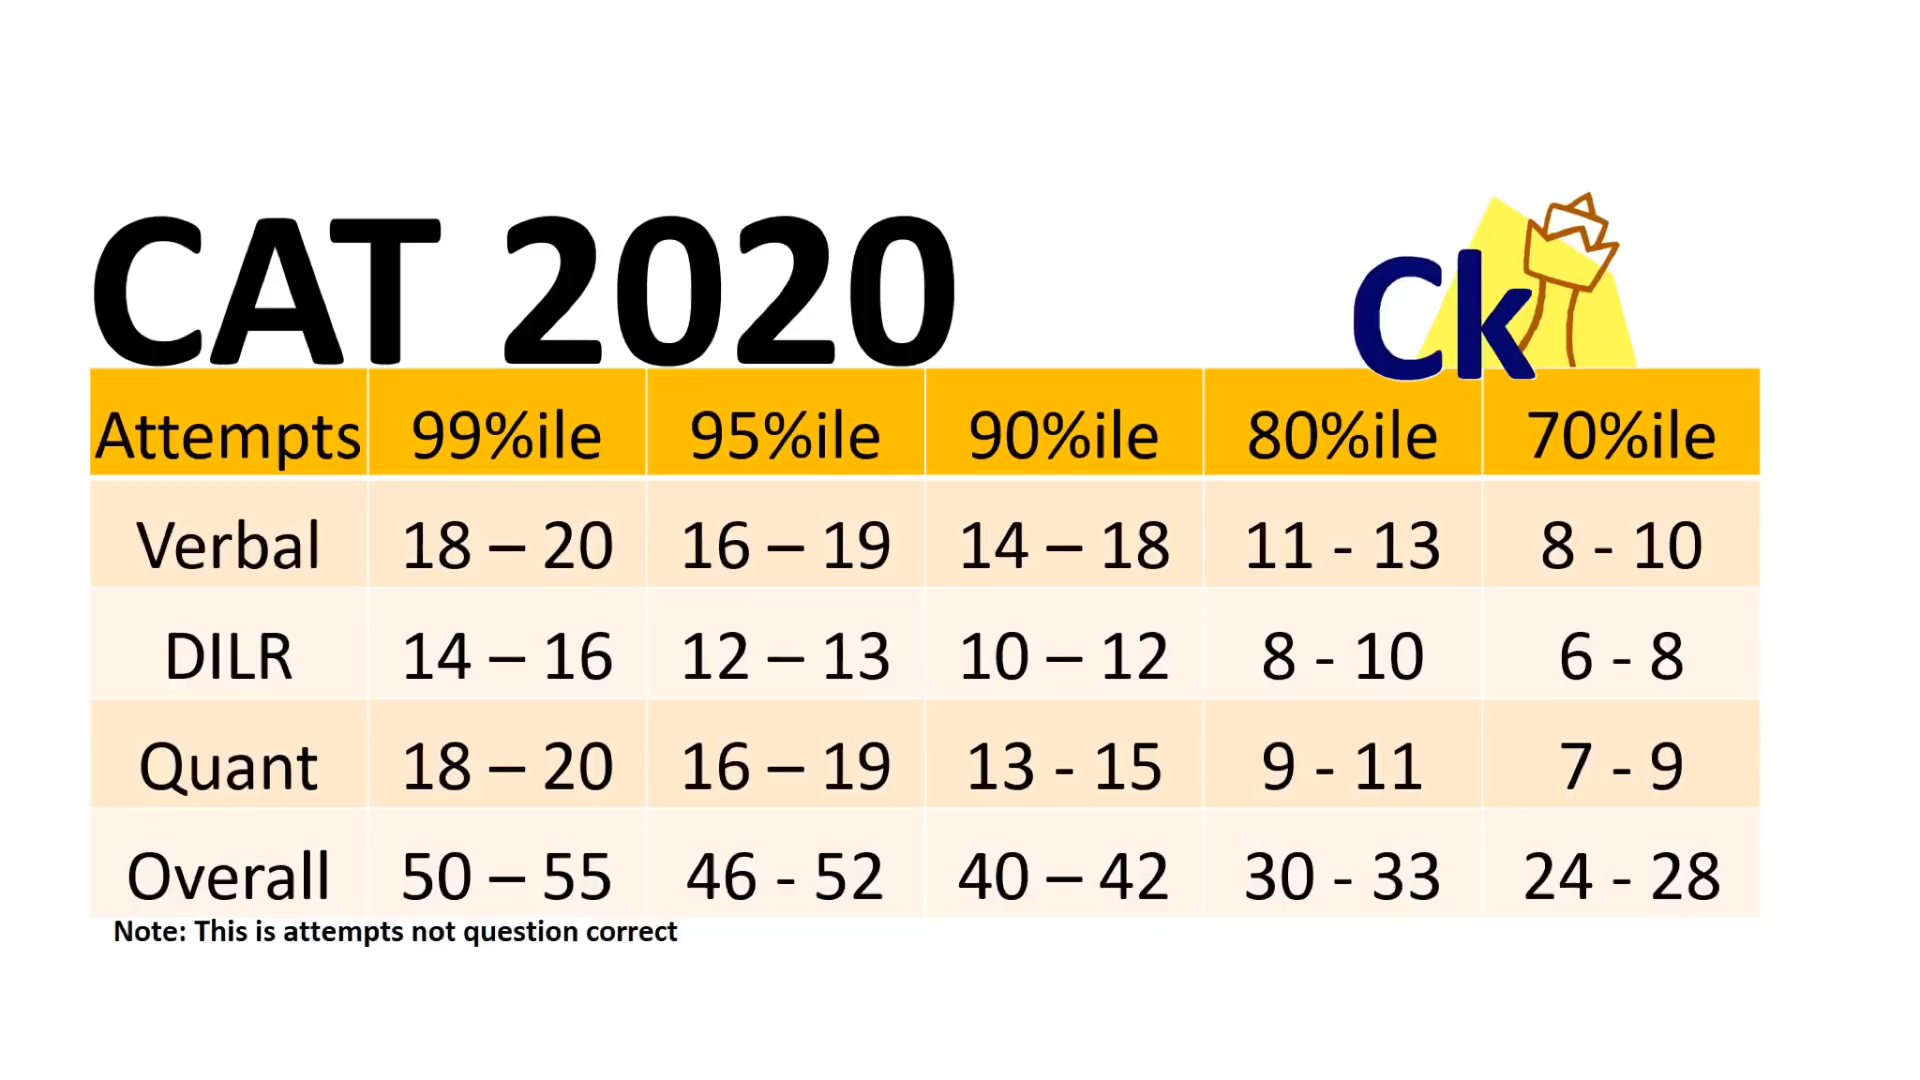 CAT 2020
Ck
Attempts 99%ile 95%ile 90%ile 80%ile 70%ile
Verbal 18 – 20 16 – 19 14 – 18 11 - 13 8 - 10
DILR 14 – 16 12 – 13 10 – 12 8 - 10 6 - 8
Quant 18 – 20 16 – 19 13 - 15 9 - 11 7 - 9
Overall 50 – 55 46 - 52 40 – 42 30 - 33 24 - 28
Note: This is attempts not question correct